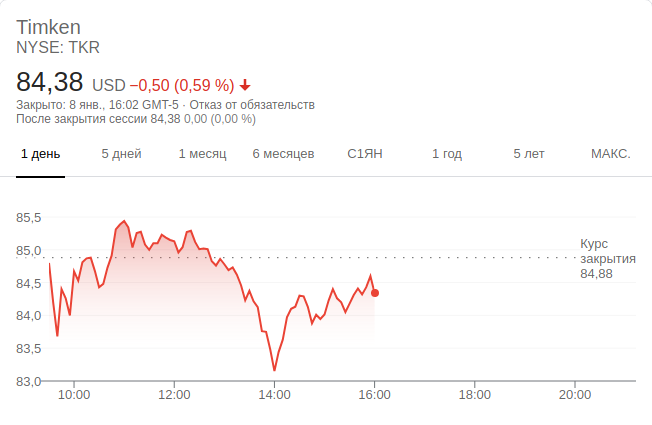 Timken
NYSE: TKR
84,38 USD −0,50 (0,59 %)
Закрыто: 8 янв., 16:02 GMT-5 · Отказ от обязательств
После закрытия сессии 84,38 0,00 (0,00 %)
1 день 5 дней 1 месяц 6 месяцев С1ЯН 1 год 5 лет МАКС.
85,5
85,0
84,5
84,0
83,5
83,0
Курс
закрытия
84,88
10:00 12:00 14:00 16:00 18:00 20:00